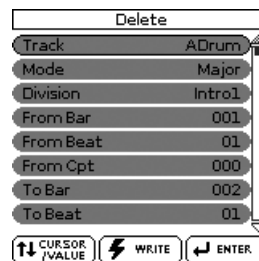 Delete
Track ADrum
Mode Major
Division Intro1
From Bar 001
From Beat 01
From Cpt 000
To Bar 002
To Beat 01
CURSOR
/VALUE
WRITE
ENTER